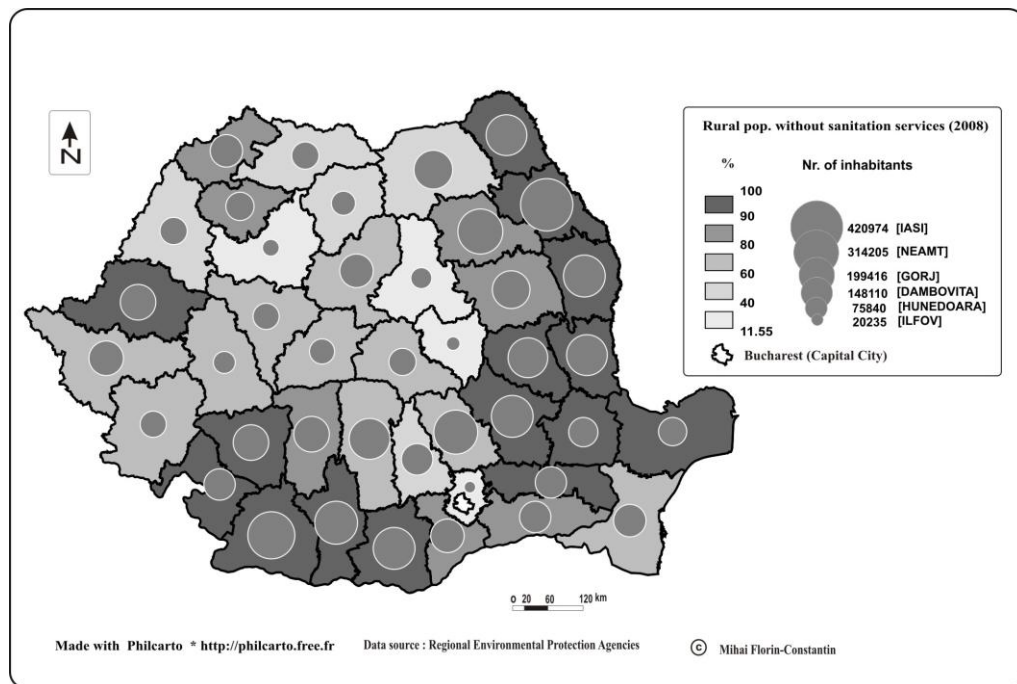 Z
Rural pop. without sanitation services (2008)
% Nr. of inhabitants
100
90
80
60
40
11.55
420974 [IASI]
314205 [NEAMT]
199416 [GORJ]
148110 [DAMBOVITA]
75840 [HUNEDOARA]
20235 [ILFOV]
Bucharest (Capital City)
0 20 60 120 km
Made with Philcarto * http://philcarto.free.fr Data source : Regional Environmental Protection Agencies © Mihai Florin-Constantin